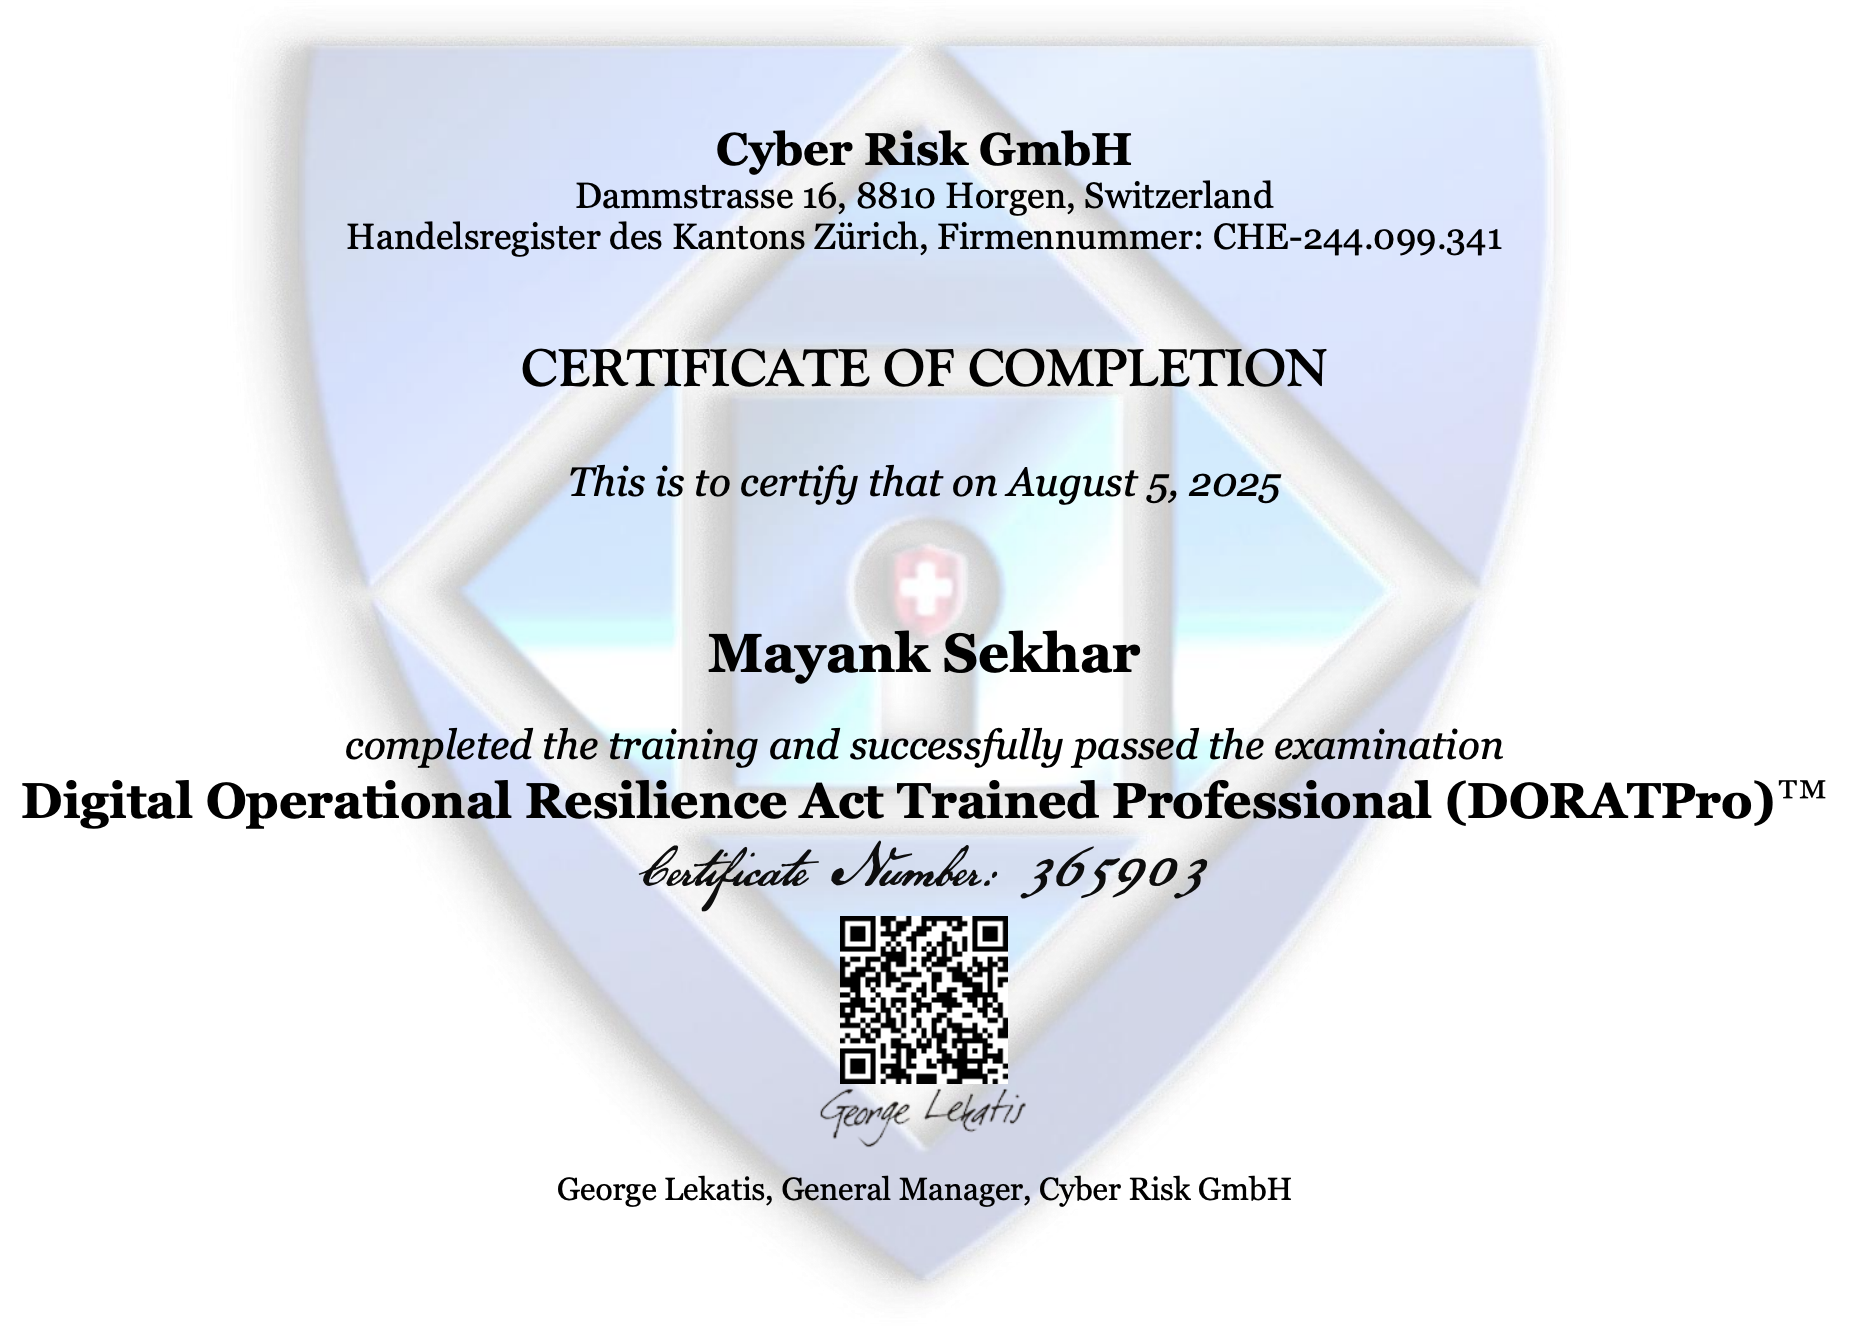 Cyber Risk GmbH
Dammstrasse 16, 8810 Horgen, Switzerland
Handelsregister des Kantons Zürich, Firmennummer: CHE-244.099.341
CERTIFICATE OF COMPLETION
This is to certify that on August 5, 2025
Mayank Sekhar
completed the training and successfully passed the examination
Digital Operational Resilience Act Trained Professional (DORATPro)™
Certificate Number: 365903
George Lekatis
George Lekatis, General Manager, Cyber Risk GmbH